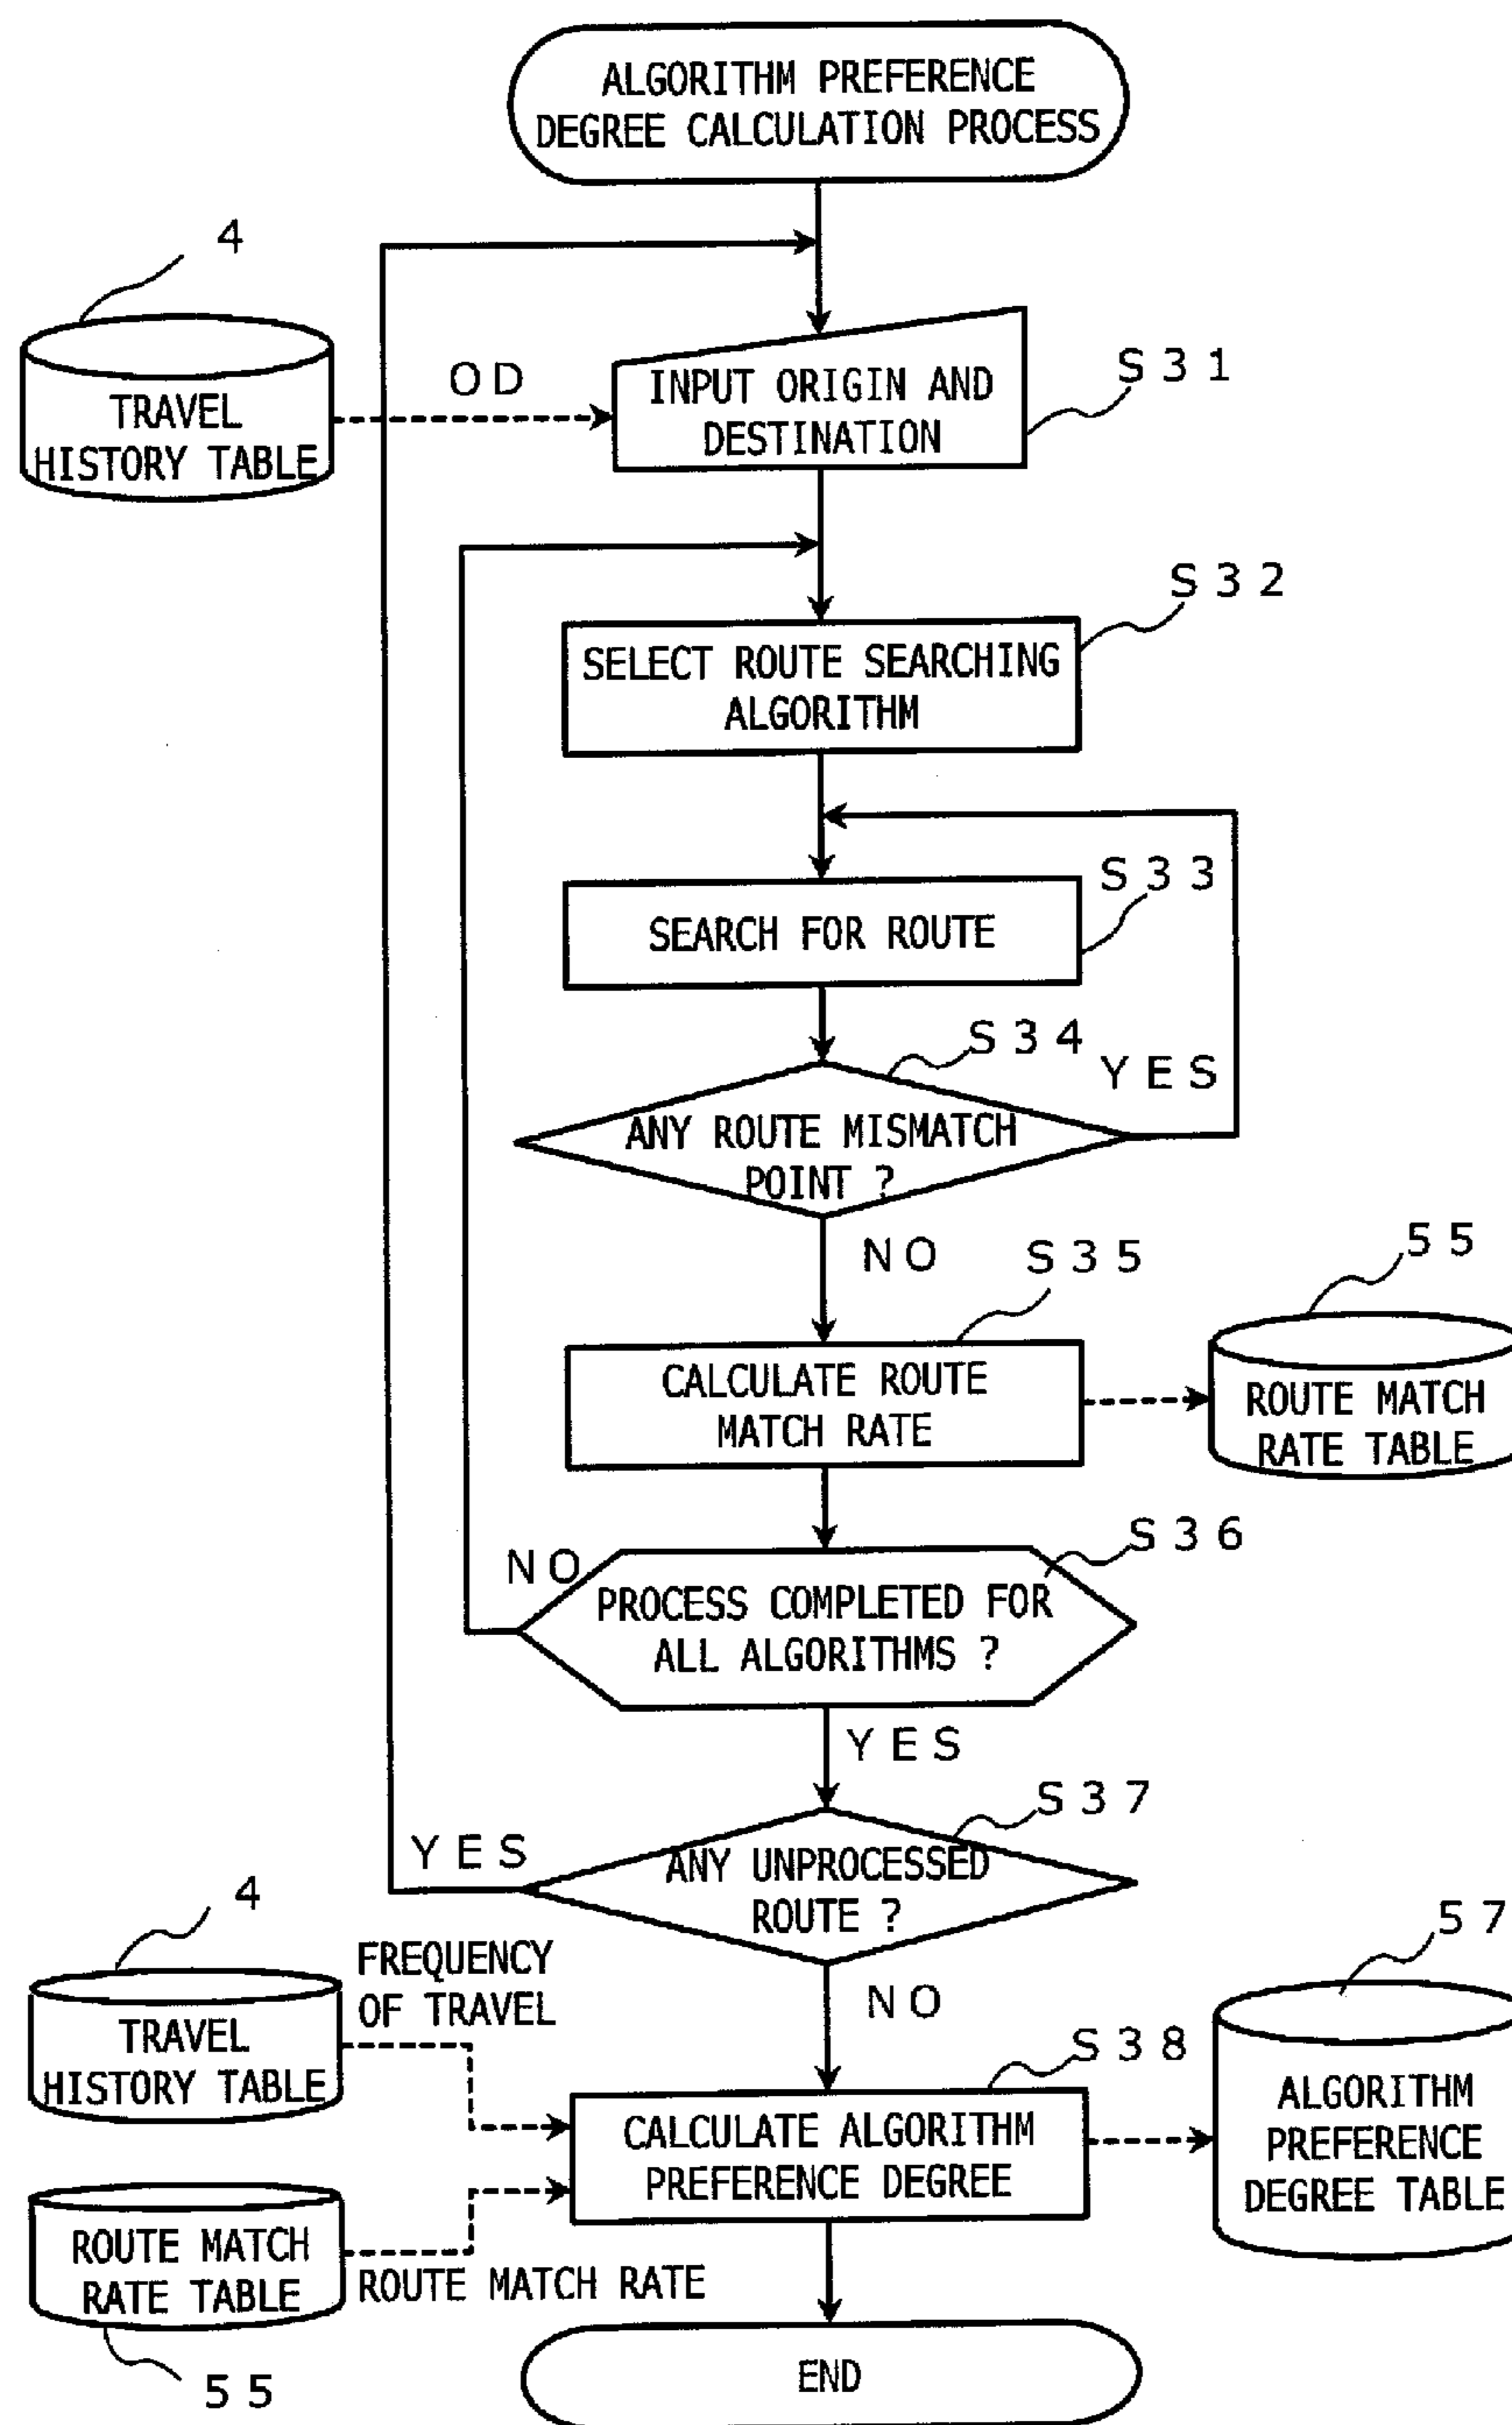 ALGORITHM PREFERENCE
DEGREE CALCULATION PROCESS
4
TRAVEL
HISTORY TABLE
OD
INPUT ORIGIN AND
DESTINATION
S31
S32
SELECT ROUTE SEARCHING
ALGORITHM
S33
SEARCH FOR ROUTE
S34
YES
ANY ROUTE MISMATCH
POINT ?
NO
S35
55
CALCULATE ROUTE
MATCH RATE
ROUTE MATCH
RATE TABLE
S36
NO
PROCESS COMPLETED FOR
ALL ALGORITHMS ?
YES
S37
YES
ANY UNPROCESSED
ROUTE ?
4
FREQUENCY
OF TRAVEL
NO
57
TRAVEL
HISTORY TABLE
S38
CALCULATE ALGORITHM
PREFERENCE DEGREE
ALGORITHM
PREFERENCE
DEGREE TABLE
ROUTE MATCH
RATE TABLE
ROUTE MATCH RATE
55
END